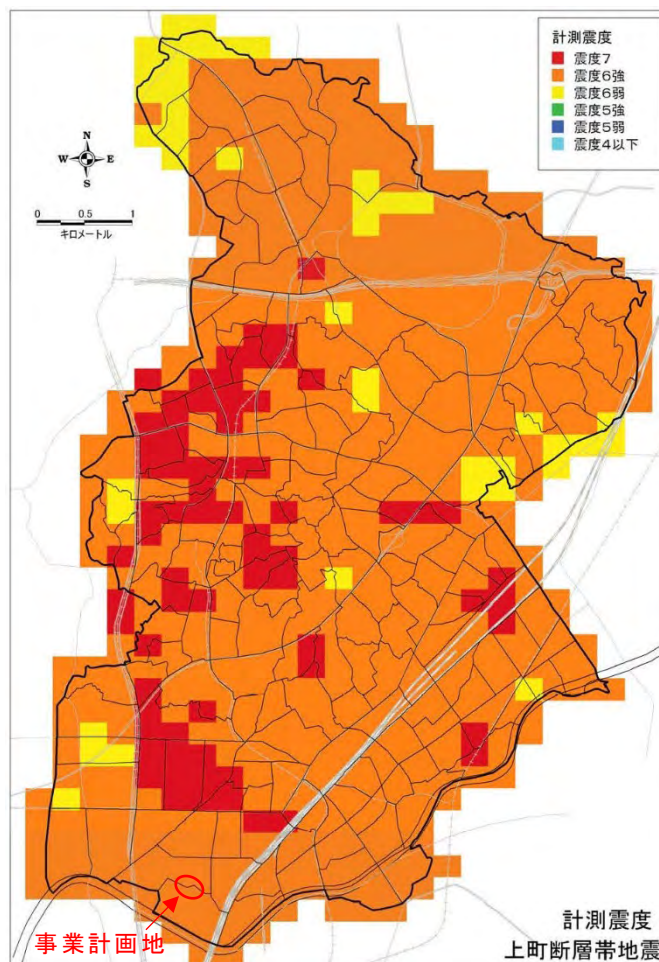 計測震度
震度7
震度6強
震度6弱
震度5強
震度5弱
震度4以下
N
W E
S
0 0.5 1
キロメートル
事業計画地
計測震度
上町断層帯地震